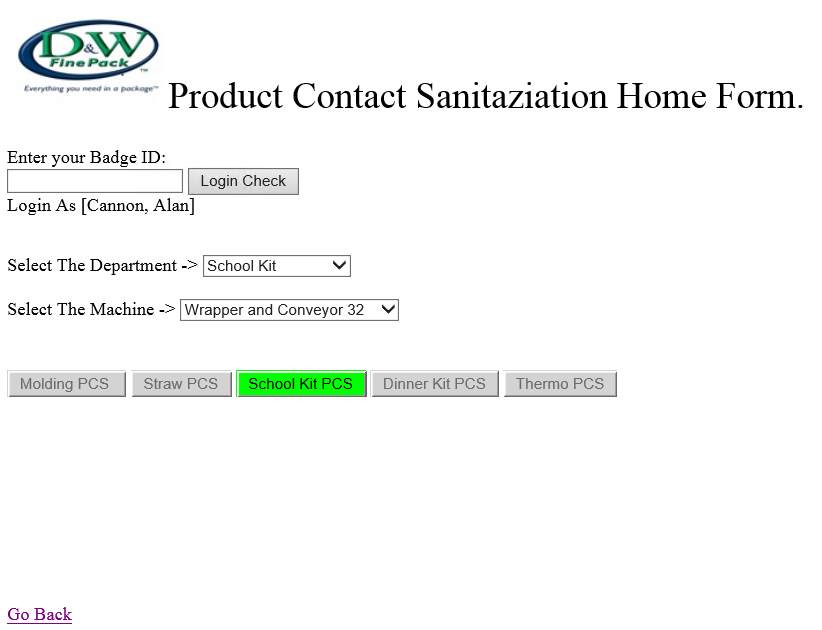 D&W
Fine Pack™
Everything you need in a package™
Product Contact Sanitaziation Home Form.
Enter your Badge ID:
Login Check
Login As [Cannon, Alan]
Select The Department -> School Kit
Select The Machine -> Wrapper and Conveyor 32
Molding PCS Straw PCS School Kit PCS Dinner Kit PCS Thermo PCS
Go Back